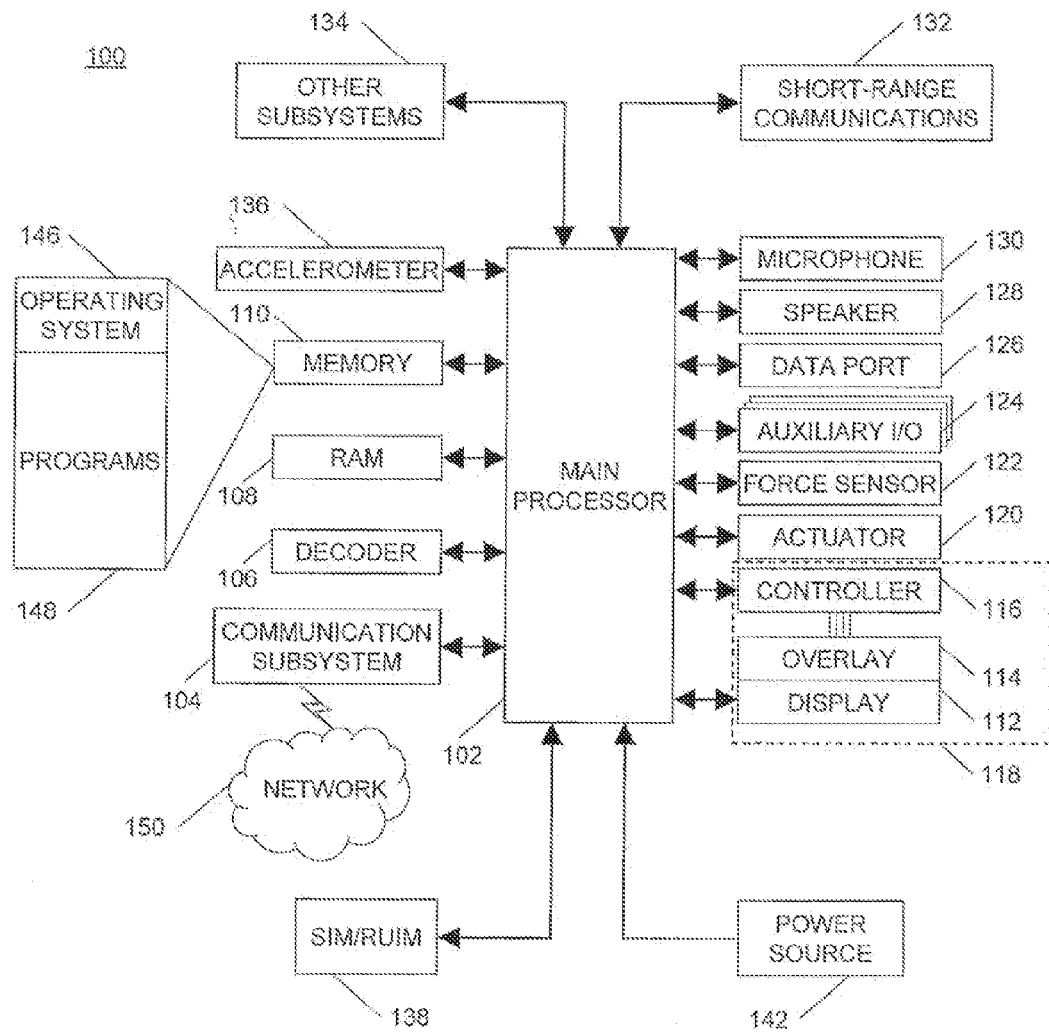 100
134
132
OTHER
SUBSYSTEMS
SHORT-RANGE
COMMUNICATIONS
136
146
ACCELEROMETER
MICROPHONE
130
OPERATING
SYSTEM
110
SPEAKER
128
MEMORY
DATA PORT
126
AUXILIARY I/O
124
PROGRAMS
RAM
108
MAIN
PROCESSOR
FORCE SENSOR
122
DECODER
106
ACTUATOR
120
148
CONTROLLER
116
COMMUNICATION
SUBSYSTEM
104
OVERLAY
114
DISPLAY
112
102
118
NETWORK
150
SIM/RUIM
138
POWER
SOURCE
142